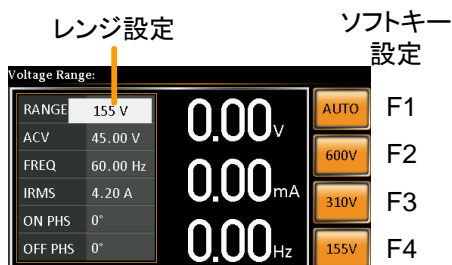 レンジ設定
ソフトキー
設定
Voltage Range:
RANGE 155 V
ACV 45.00 V
FREQ 60.00 Hz
IRMS 4.20 A
ON PHS 0°
OFF PHS 0°
0.00V
0.00mA
0.00Hz
AUTO F1
600V F2
310V F3
155V F4